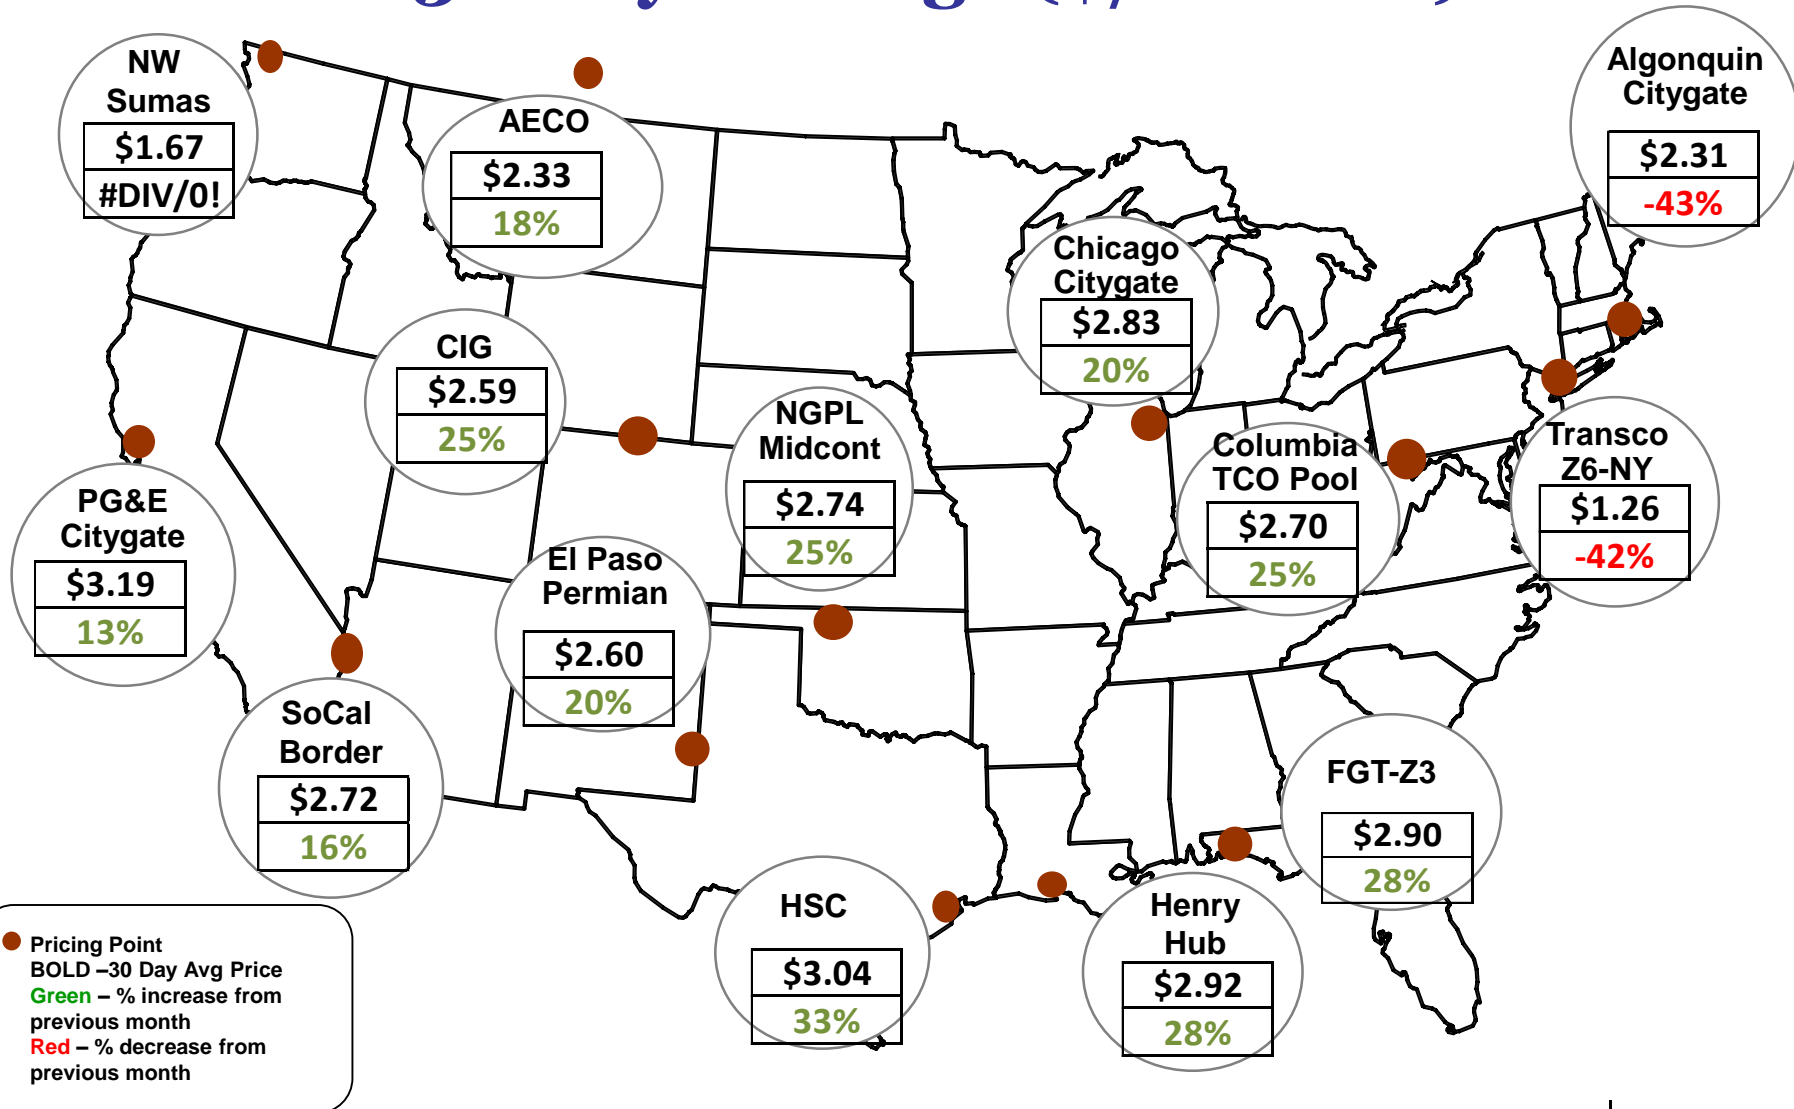 NW
Sumas
$1.67
#DIV/0!
AECO
$2.33
18%
Algonquin
Citygate
$2.31
-43%
Chicago
Citygate
$2.83
20%
CIG
$2.59
25%
NGPL
Midcont
$2.74
25%
Columbia
TCO Pool
$2.70
25%
Transco
Z6-NY
$1.26
-42%
PG&E
Citygate
$3.19
13%
El Paso
Permian
$2.60
20%
SoCal
Border
$2.72
16%
FGT-Z3
$2.90
28%
HSC
$3.04
33%
Henry
Hub
$2.92
28%
Pricing Point
BOLD –30 Day Avg Price
Green – % increase from
previous month
Red – % decrease from
previous month